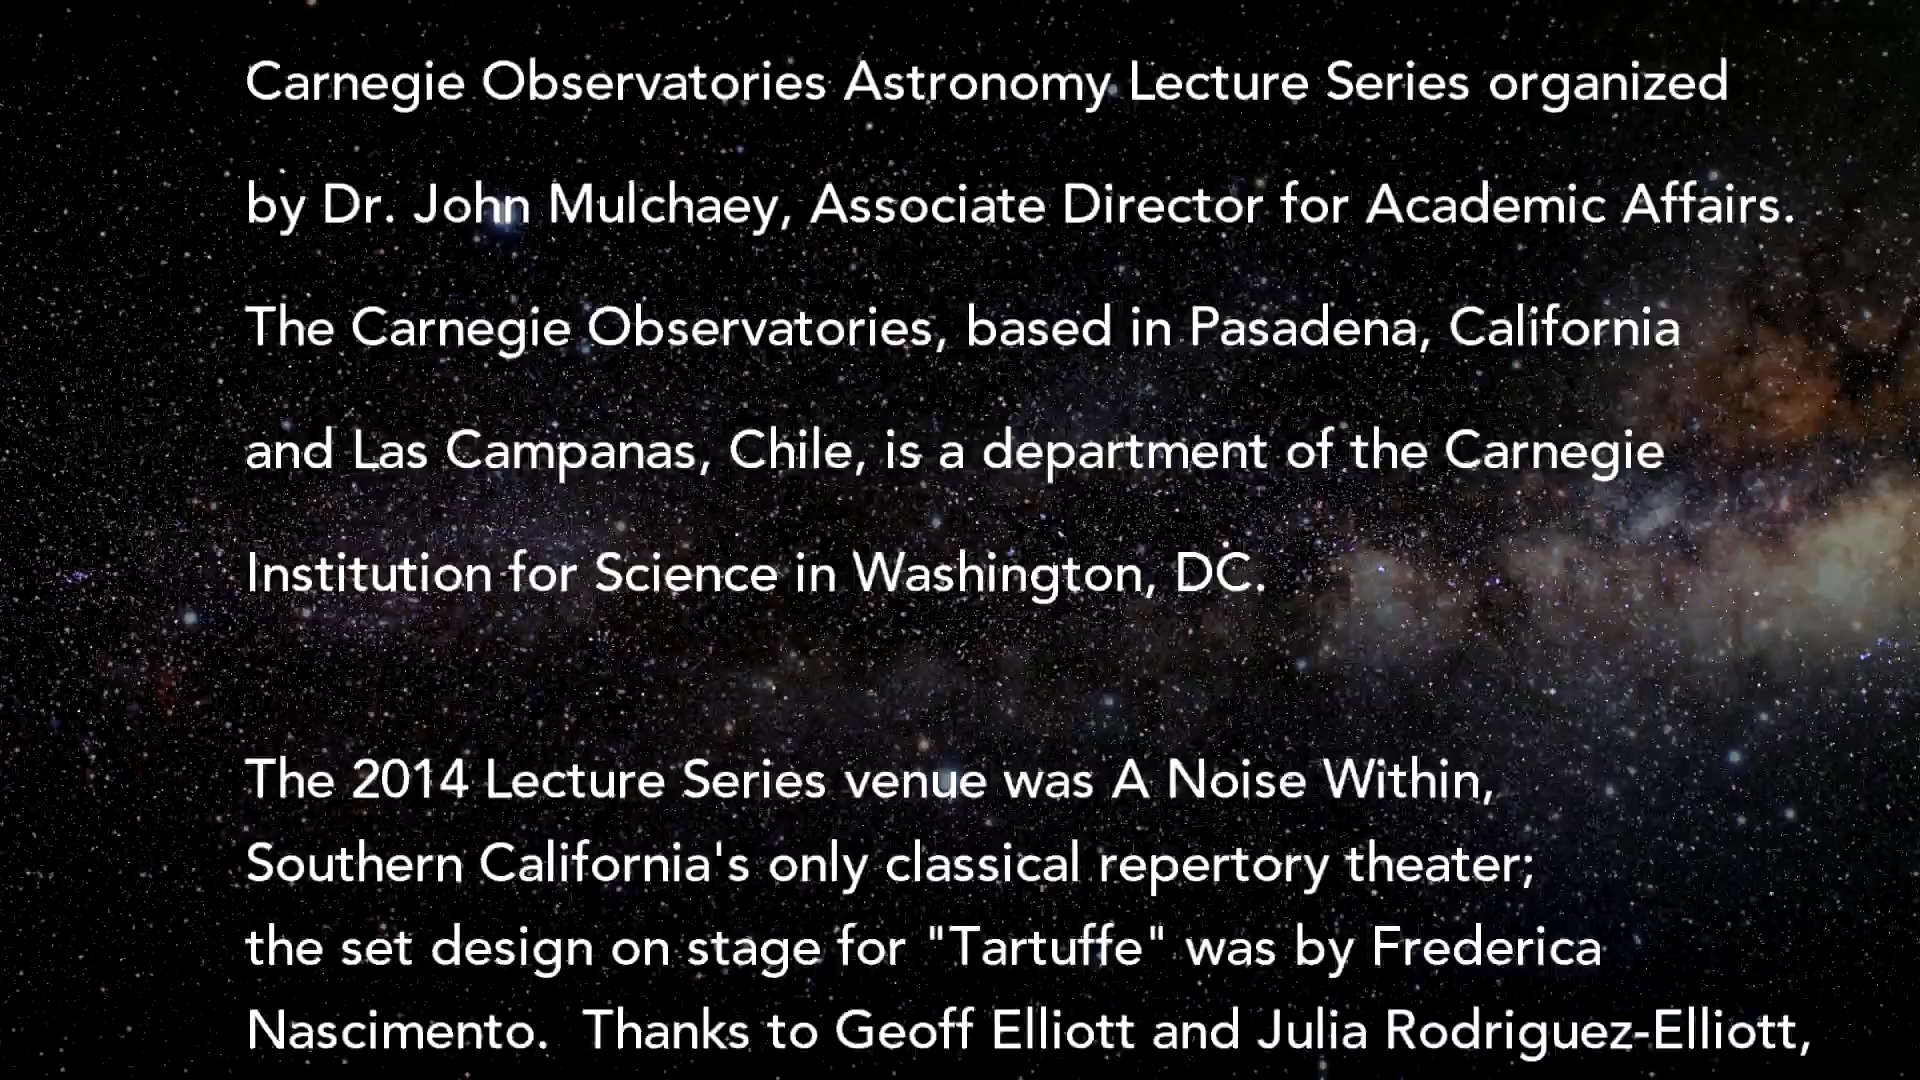 Carnegie Observatories Astronomy Lecture Series organized
by Dr. John Mulchaey, Associate Director for Academic Affairs.
The Carnegie Observatories, based in Pasadena, California
and Las Campanas, Chile, is a department of the Carnegie
Institution for Science in Washington, DC.
The 2014 Lecture Series venue was A Noise Within,
Southern California's only classical repertory theater;
the set design on stage for "Tartuffe" was by Frederica
Nascimento.  Thanks to Geoff Elliott and Julia Rodriguez-Elliott,